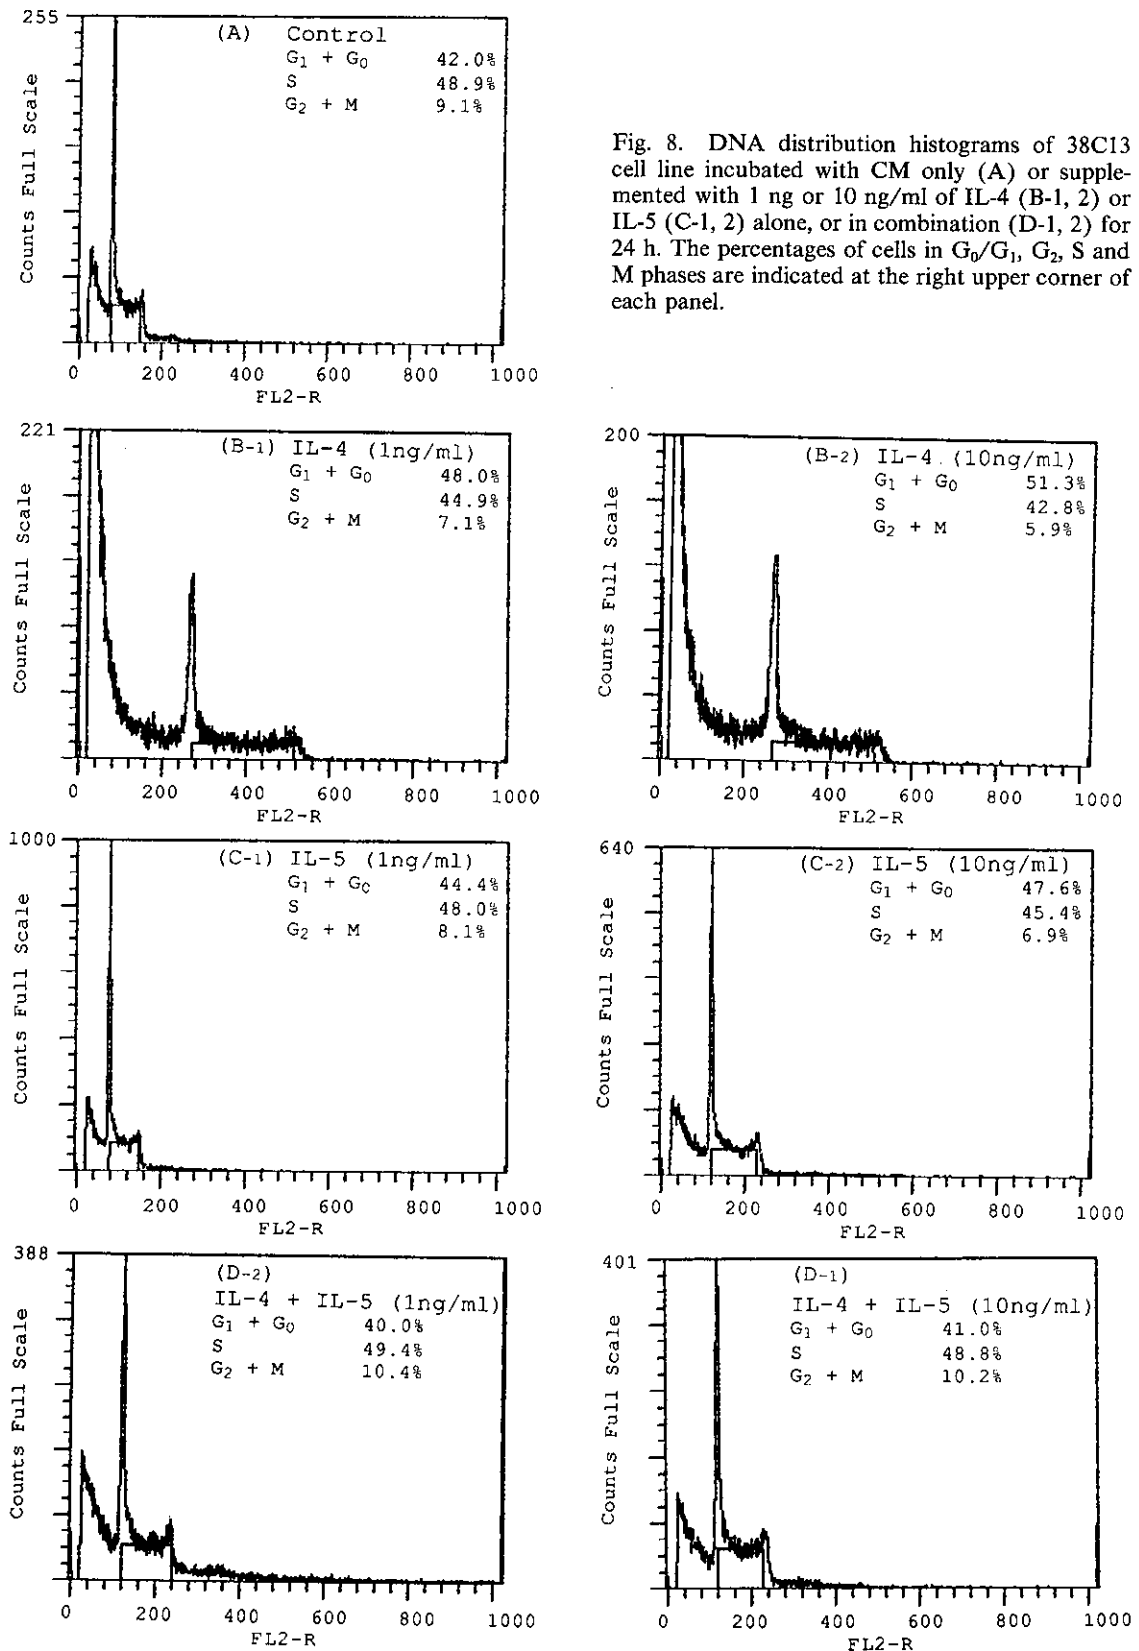 255
(A) Control
G₁ + G₀ 42.0%
S 48.9%
G₂ + M 9.1%
Counts Full Scale
0 200 400 600 800 1000
FL2-R
Fig. 8. DNA distribution histograms of 38C13
cell line incubated with CM only (A) or supple-
mented with 1 ng or 10 ng/ml of IL-4 (B-1, 2) or
IL-5 (C-1, 2) alone, or in combination (D-1, 2) for
24 h. The percentages of cells in G₀/G₁, G₂, S and
M phases are indicated at the right upper corner of
each panel.
221
(B-1) IL-4 (1ng/ml)
G₁ + G₀ 48.0%
S 44.9%
G₂ + M 7.1%
Counts Full Scale
0 200 400 600 800 1000
FL2-R
200
(B-2) IL-4 (10ng/ml)
G₁ + G₀ 51.3%
S 42.8%
G₂ + M 5.9%
Counts Full Scale
0 200 400 600 800 1000
FL2-R
1000
(C-1) IL-5 (1ng/ml)
G₁ + G₀ 44.4%
S 48.0%
G₂ + M 8.1%
Counts Full Scale
0 200 400 600 800 1000
FL2-R
640
(C-2) IL-5 (10ng/ml)
G₁ + G₀ 47.6%
S 45.4%
G₂ + M 6.9%
Counts Full Scale
0 200 400 600 800 1000
FL2-R
388
(D-2)
IL-4 + IL-5 (1ng/ml)
G₁ + G₀ 40.0%
S 49.4%
G₂ + M 10.4%
Counts Full Scale
0 200 400 600 800 1000
FL2-R
401
(D-1)
IL-4 + IL-5 (10ng/ml)
G₁ + G₀ 41.0%
S 48.8%
G₂ + M 10.2%
Counts Full Scale
0 200 400 600 800 1000
FL2-R